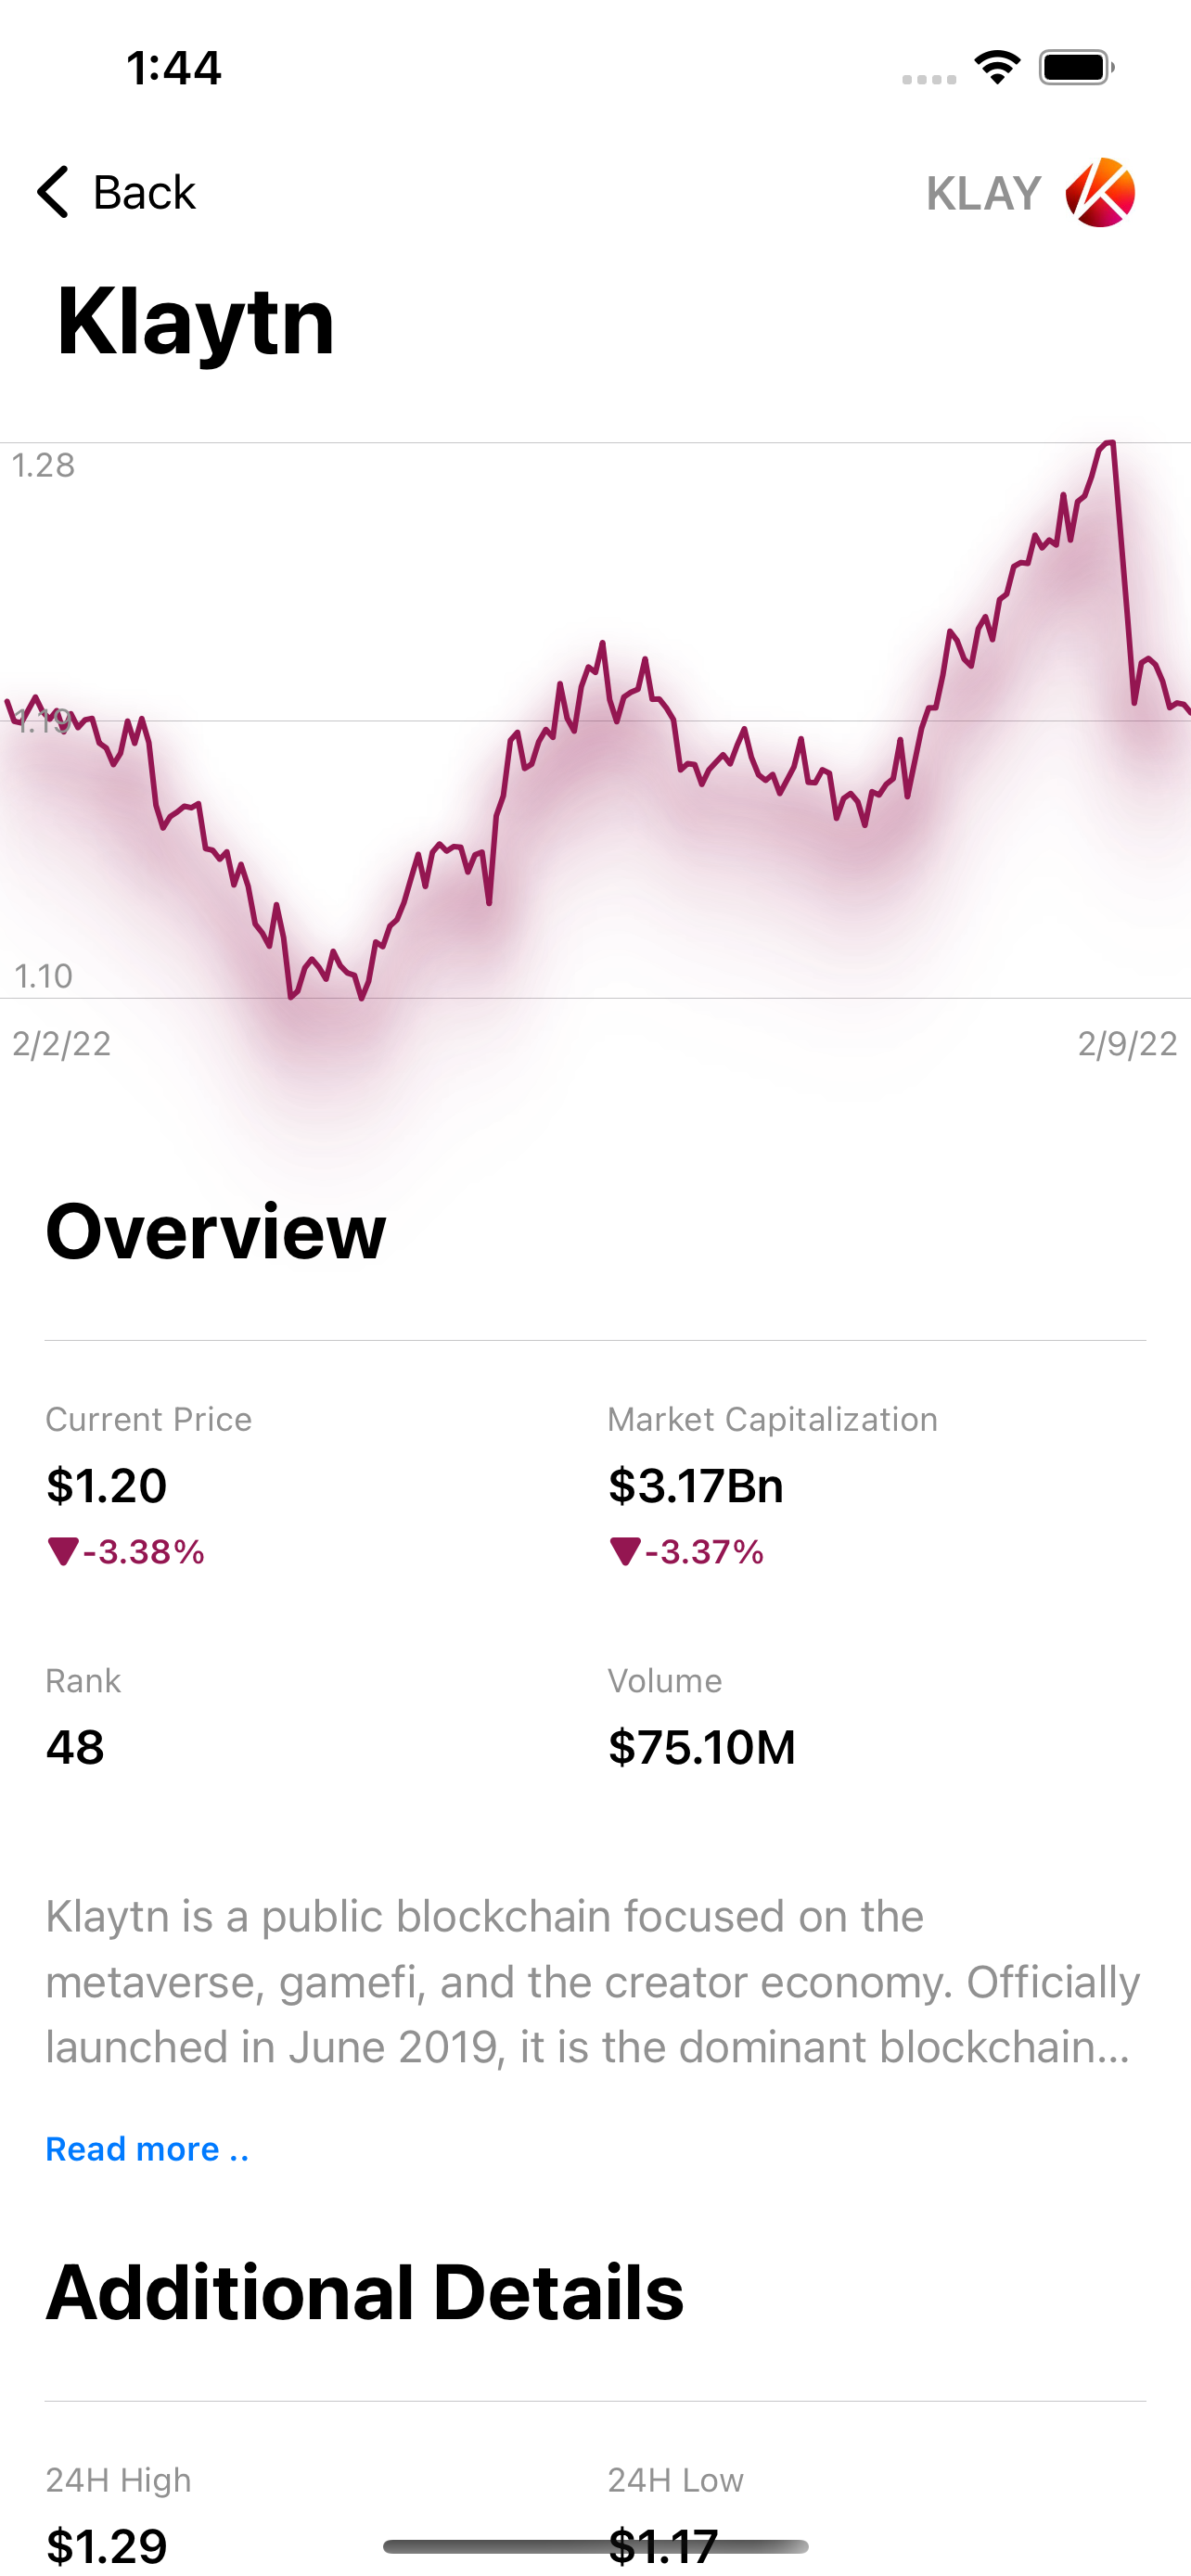 1:44
Back
KLAY
Klaytn
1.28
1.19
1.10
2/2/22 2/9/22
Overview
Current Price Market Capitalization
$1.20 $3.17Bn
-3.38% -3.37%
Rank Volume
48 $75.10M
Klaytn is a public blockchain focused on the
metaverse, gamefi, and the creator economy. Officially
launched in June 2019, it is the dominant blockchain...
Read more ..
Additional Details
24H High 24H Low
$1.29 $1.17